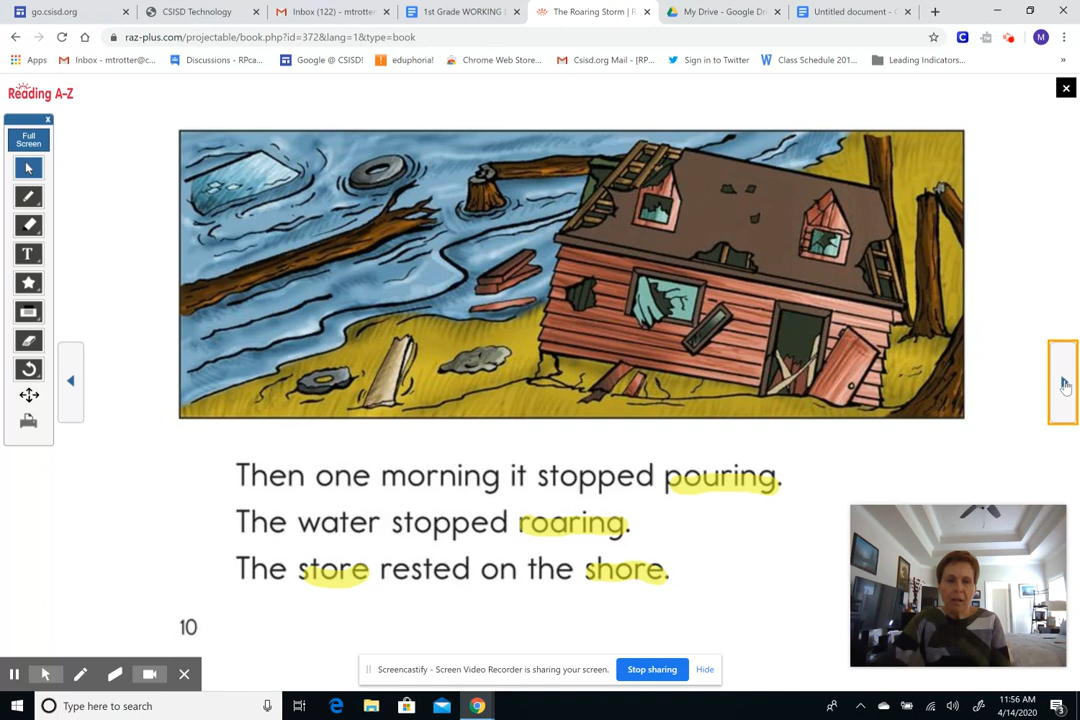 go.csisd.org
CSISD Technology
Inbox (122) - mtrotter
1st Grade WORKING
The Roaring Storm | R
My Drive - Google Dr
Untitled document - C
raz-plus.com/projectable/book.php?id=372&lang=1&type=book
M
Apps
Inbox - mtrotter@c...
Discussions - RPca...
Google @ CSISD!
eduphoria!
Chrome Web Store...
CSisd.org Mail - [RP...
Sign in to Twitter
Class Schedule 201...
Leading Indicators...
Reading A-Z
x
Full
Screen
T
Then one morning it stopped pouring.
The water stopped roaring.
The store rested on the shore.
10
Screencastify - Screen Video Recorder is sharing your screen.
Stop sharing
Hide
Type here to search
11:56 AM
4/14/2020
3